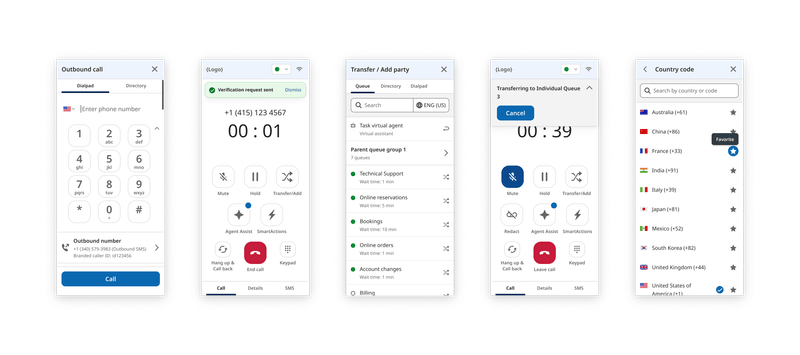 Outbound call
Dialpad
Directory
Enter phone number
1
2
abc
3
def
4
ghi
5
jkl
6
mno
7
pqrs
8
tuv
9
wxyz
*
0
+
#
Outbound number
+1 (340) 579-3983 (Outbound SMS)
Branded caller ID: id123456
Call
(Logo)
Verification request sent
Dismiss
+1 (415) 123 4567
00 : 01
Mute
Hold
Transfer/Add
Agent Assist
SmartActions
Hang up & Call back
End call
Keypad
Call
Details
SMS
Transfer / Add party
Queue
Directory
Dialpad
Search
ENG (US)
Task virtual agent
Virtual assistant
Parent queue group 1
7 queues
Technical Support
Wait time: 1 min
Online reservations
Wait time: 5 min
Bookings
Wait time: 10 min
Online orders
Wait time: 1 min
Account changes
Wait time: 1 min
Billing
(Logo)
Transferring to Individual Queue
3
Cancel
00 : 39
Mute
Hold
Transfer/Add
Redact
Agent Assist
SmartActions
Hang up & Call back
Leave call
Keypad
Call
Details
SMS
Country code
Search by country or code
Australia (+61)
China (+86)
Favorite
France (+33)
India (+91)
Italy (+39)
Japan (+81)
Mexico (+52)
South Korea (+82)
United Kingdom (+44)
United States of
America (+1)